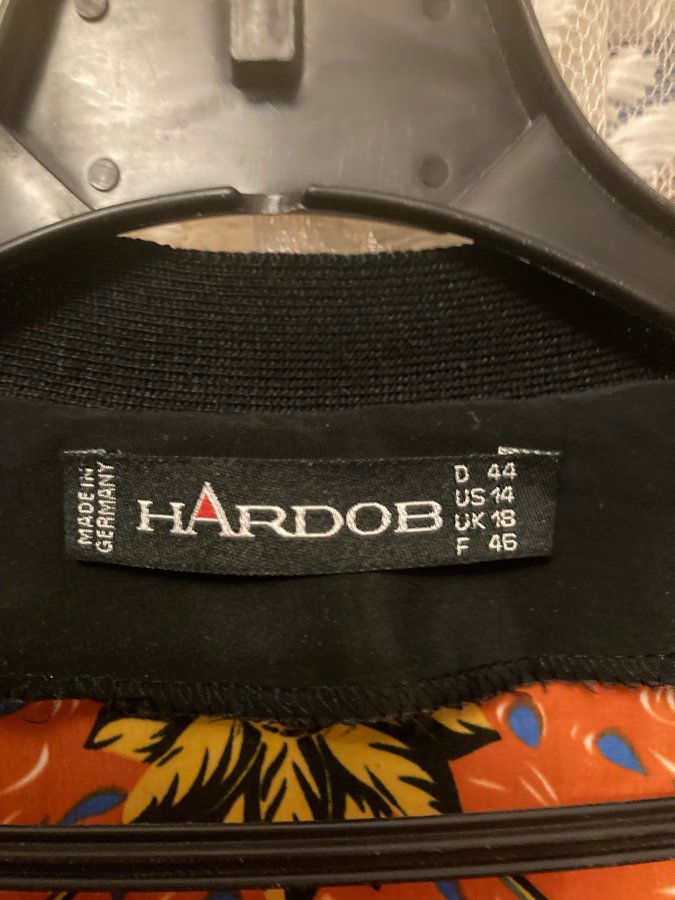 MADE IN
GERMANY
HARDOB
D 44
US 14
UK 18
F 46